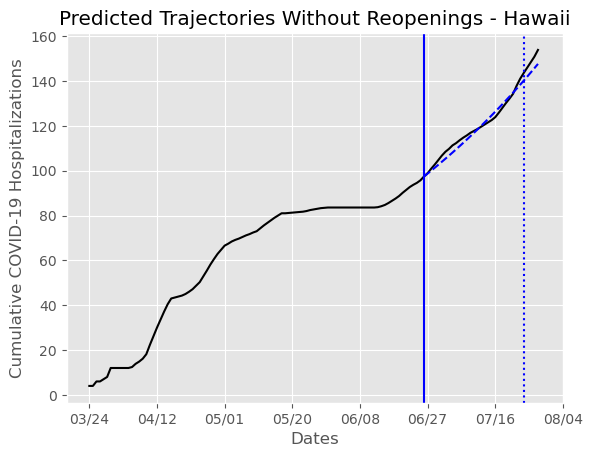 Predicted Trajectories Without Reopenings - Hawaii
Cumulative COVID-19 Hospitalizations
160
140
120
100
80
60
40
20
0
03/24 04/12 05/01 05/20 06/08 06/27 07/16 08/04
Dates